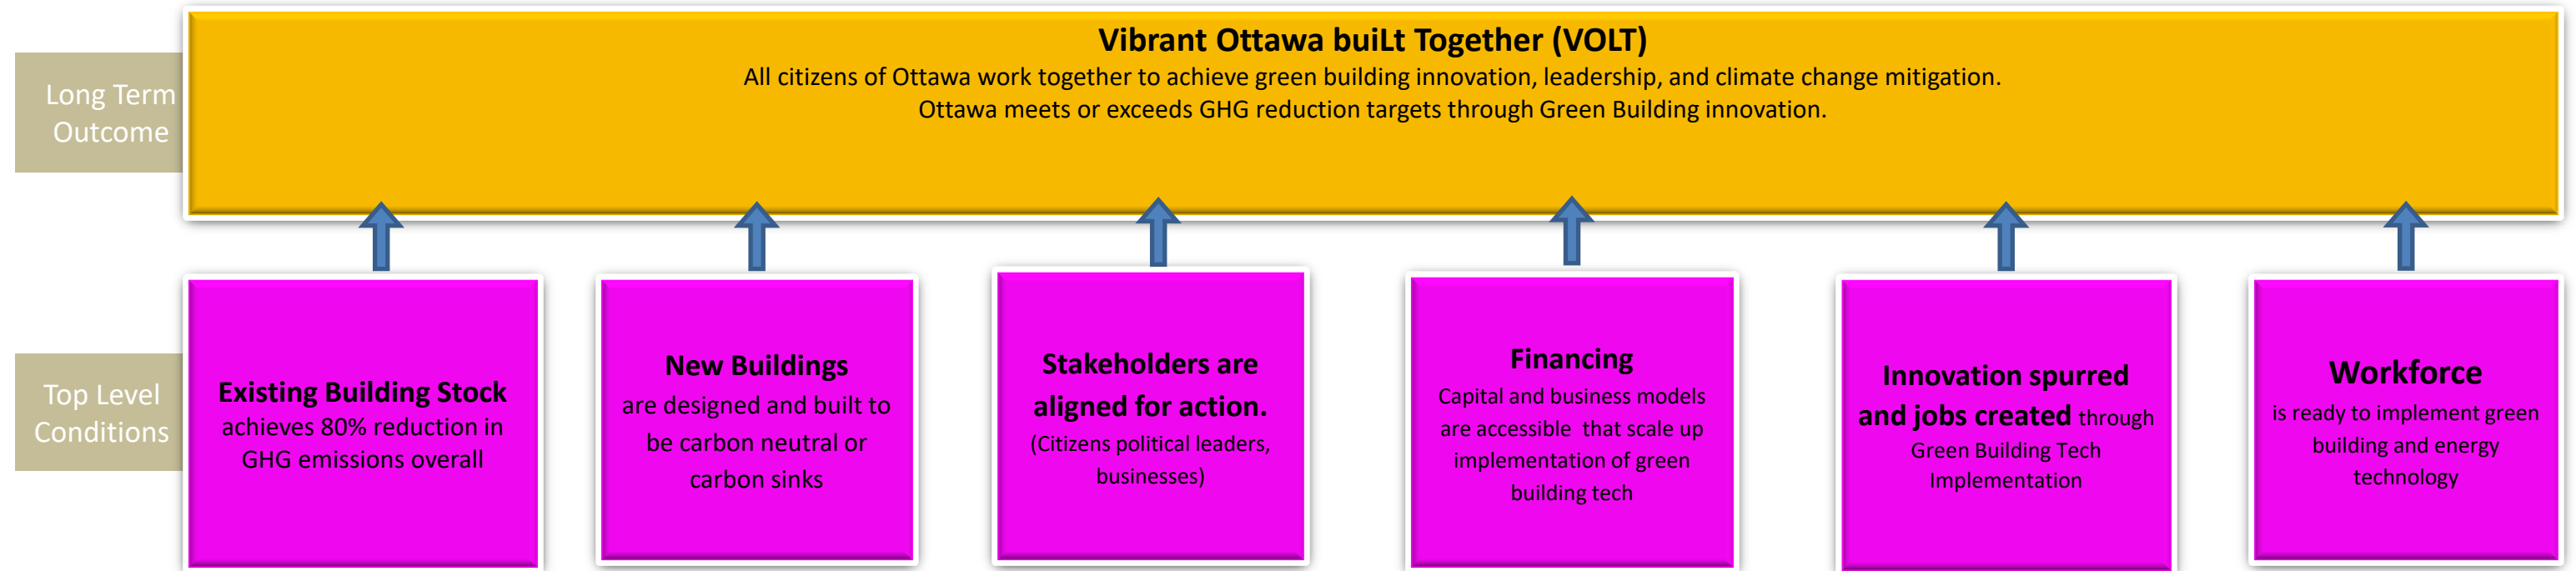 Vibrant Ottawa buiLt Together (VOLT)
All citizens of Ottawa work together to achieve green building innovation, leadership, and climate change mitigation.
Ottawa meets or exceeds GHG reduction targets through Green Building innovation.
Long Term
Outcome
Top Level
Conditions
Existing Building Stock
achieves 80% reduction in
GHG emissions overall
New Buildings
are designed and built to
be carbon neutral or
carbon sinks
Stakeholders are
aligned for action.
(Citizens political leaders,
businesses)
Financing
Capital and business models
are accessible that scale up
implementation of green
building tech
Innovation spurred
and jobs created through
Green Building Tech
Implementation
Workforce
is ready to implement green
building and energy
technology